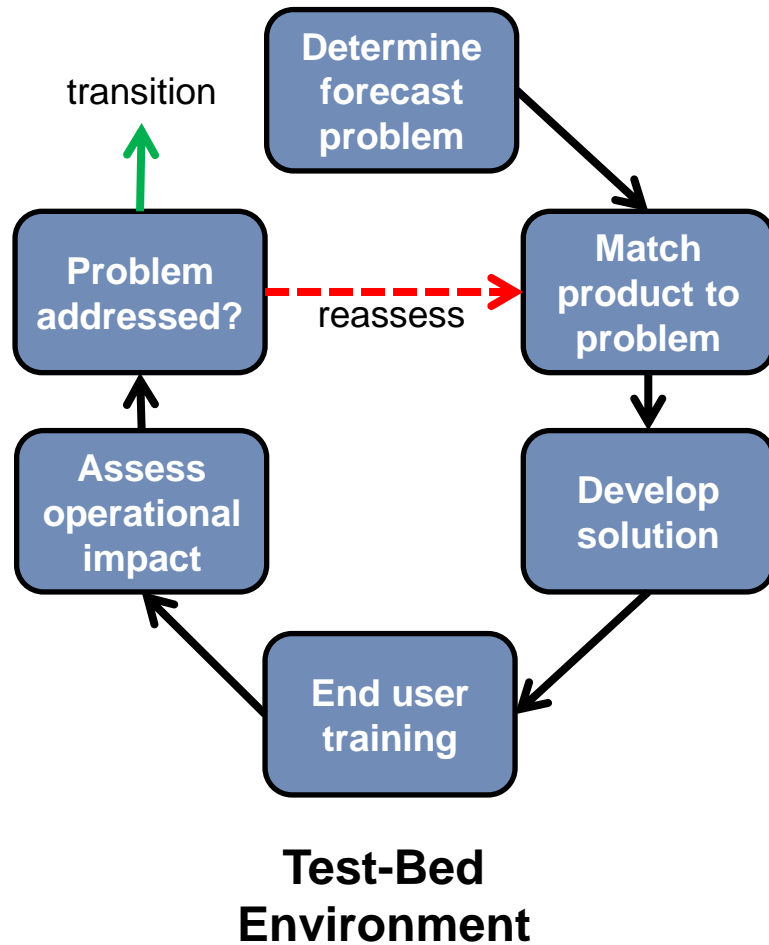 Determine
forecast
problem
transition
Problem
addressed?
reassess
Match
product to
problem
Assess
operational
impact
Develop
solution
End user
training
Test-Bed
Environment